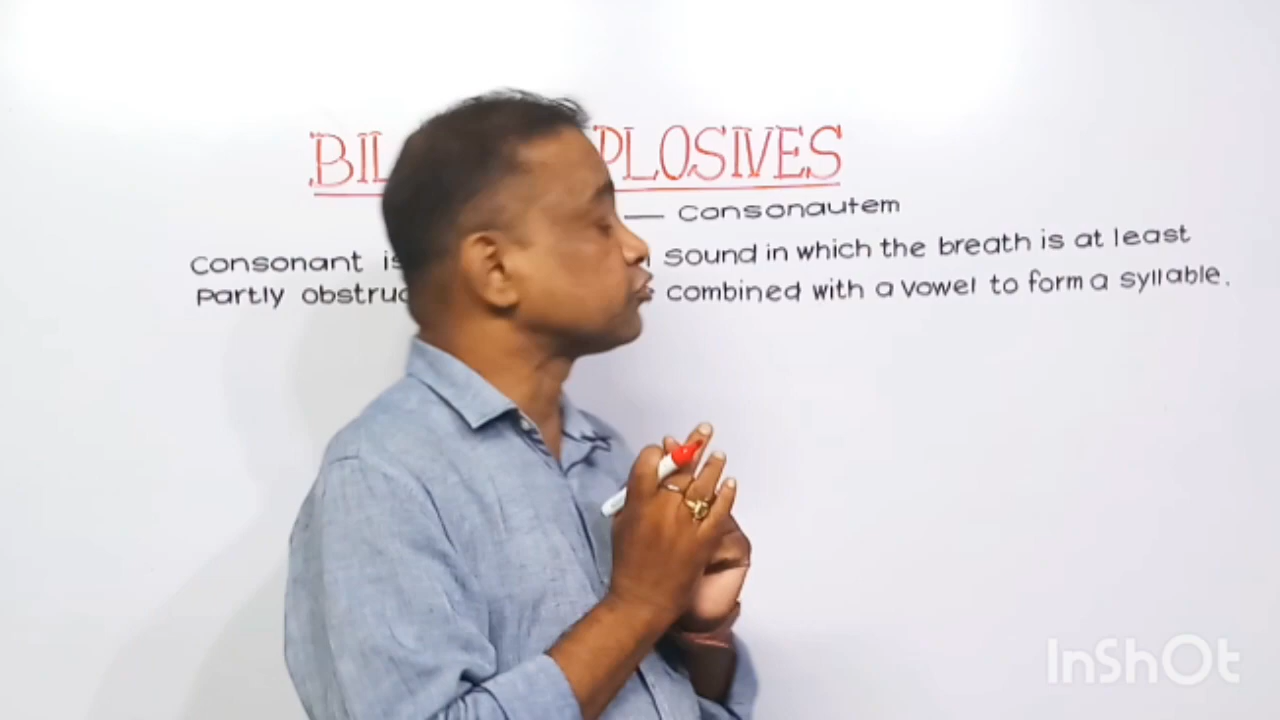 BIL PLOSIVES
— Consonautem
Consonant is sound in which the breath is at least
Partly obstruc combined with a vowel to form a syllable.
InShOt